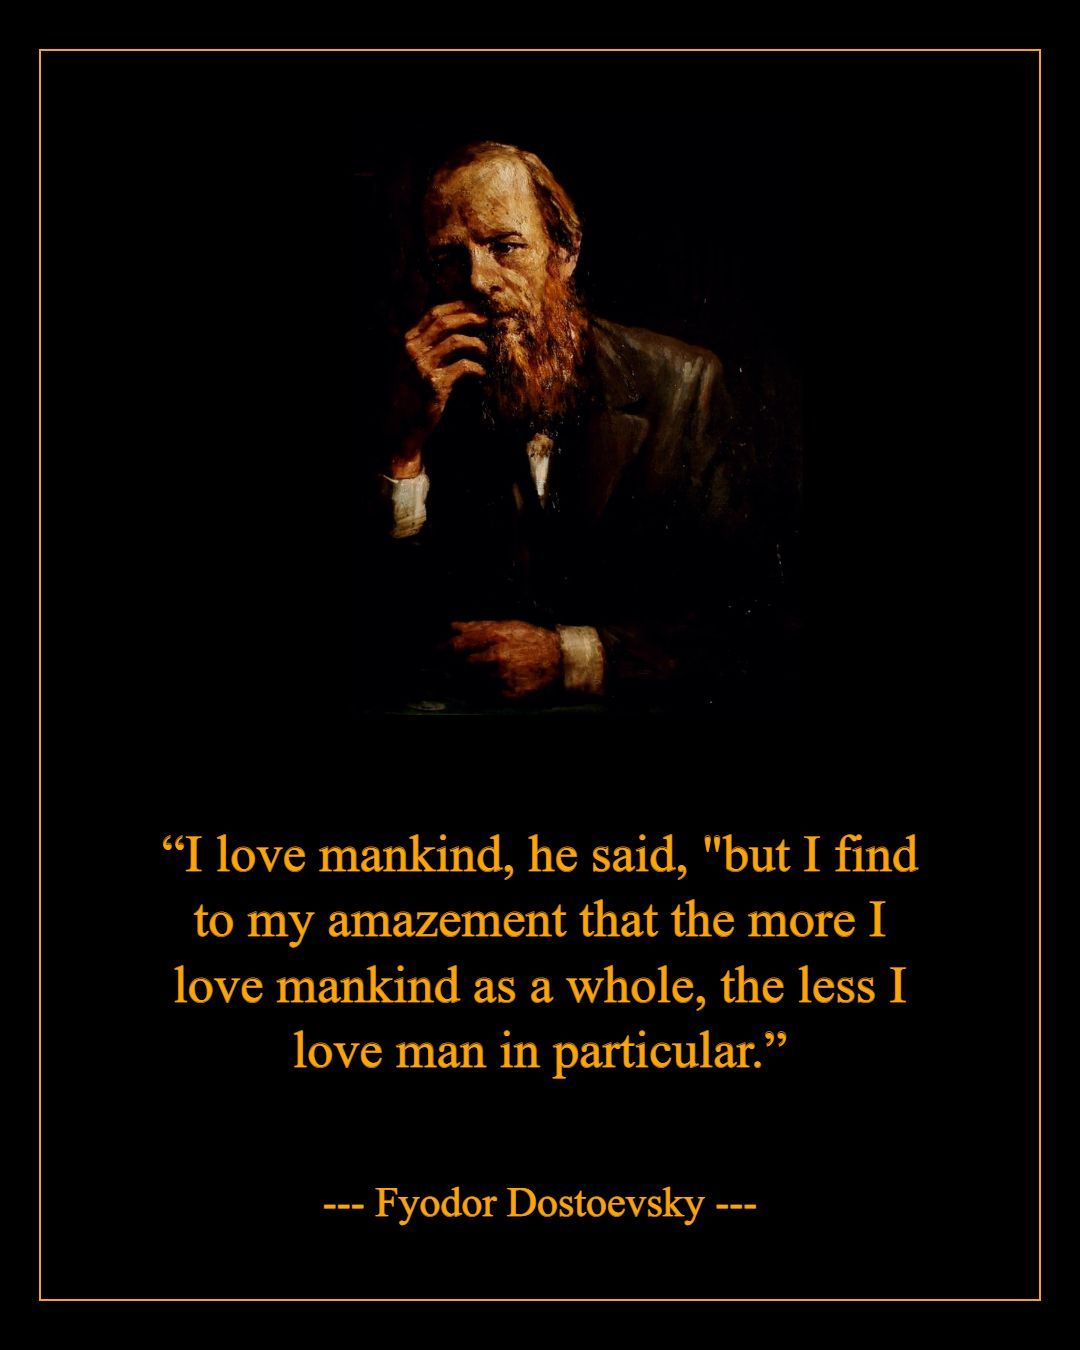 “I love mankind, he said, "but I find
to my amazement that the more I
love mankind as a whole, the less I
love man in particular.”
--- Fyodor Dostoevsky ---